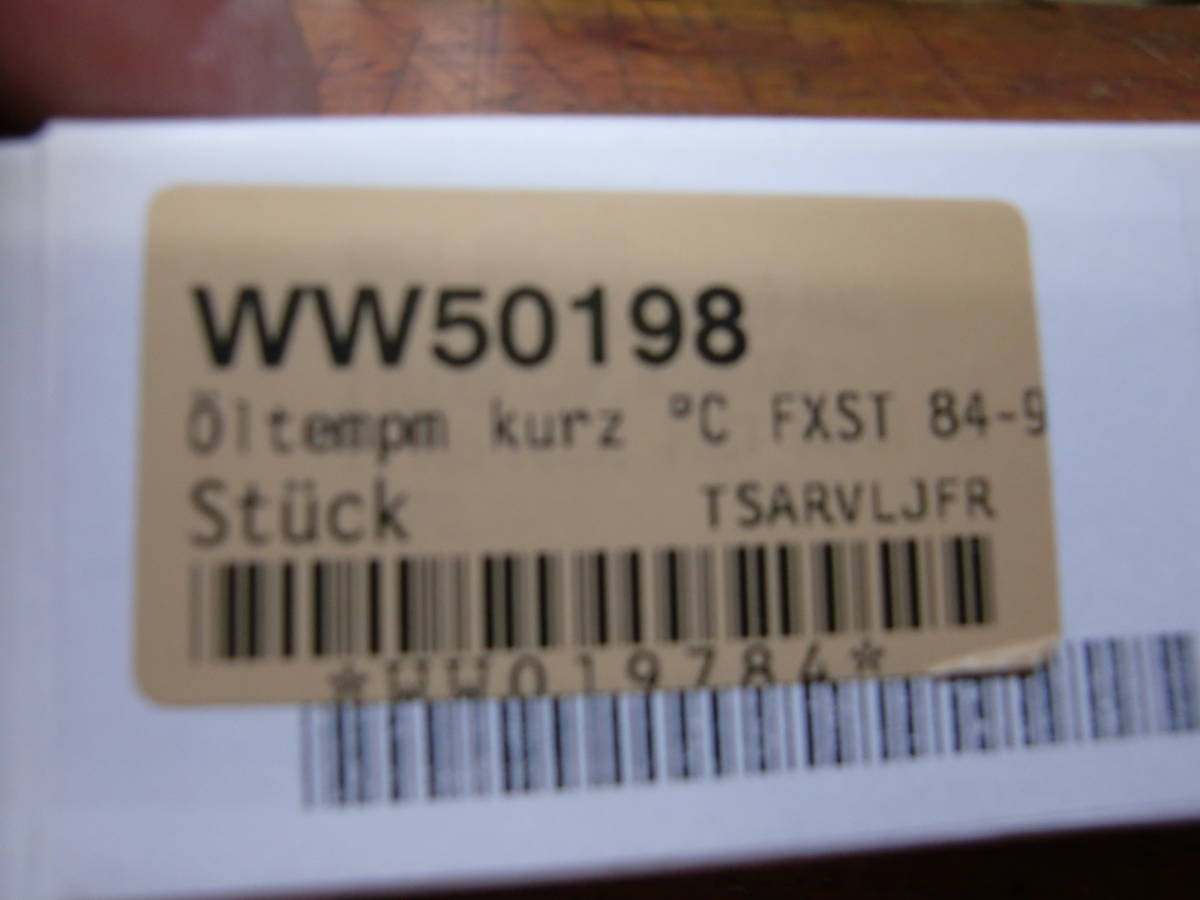 WW50198
Öltempm kurz °C FXST 84-9
Stück TSARVLJFR
*WW019784*